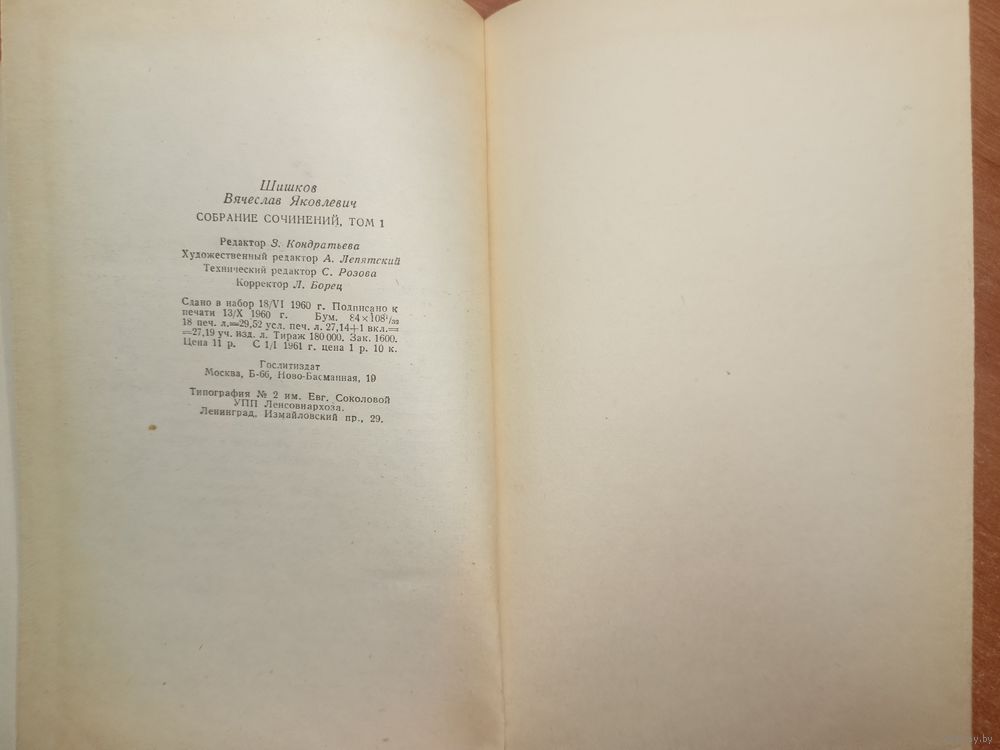 Шишков
Вячеслав Яковлевич
СОБРАНИЕ СОЧИНЕНИЙ, ТОМ 1
Редактор З. Кондратьева
Художественный редактор А. Лепятский
Технический редактор С. Розова
Корректор Л. Борец
Сдано в набор 18/VI 1960 г. Подписано к
печати 13/X 1960 г. Бум. 84×108¹/₃₂
18 печ. л.=29,52 усл. печ. л. 27,14+1 вкл.=
=27,19 уч. изд. л. Тираж 180 000. Зак. 1600.
Цена 11 р. С 1/I 1961 г. цена 1 р. 10 к.
Гослитиздат
Москва, Б-66, Ново-Басманная, 19
Типография № 2 им. Евг. Соколовой
УПП Ленсовнархоза.
Ленинград, Измайловский пр., 29.